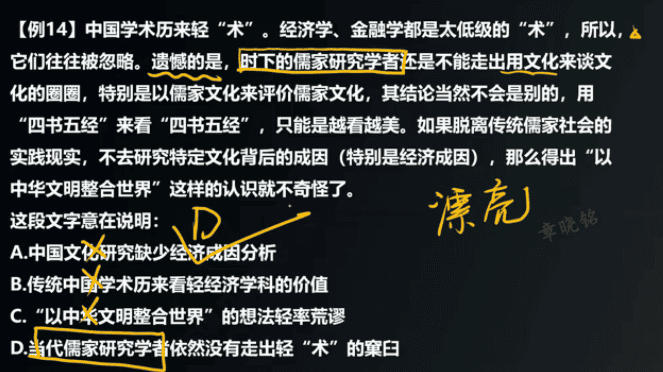 【例14】中国学术历来轻“术”。经济学、金融学都是太低级的“术”，所以，
它们往往被忽略。遗憾的是，时下的儒家研究学者还是不能走出用文化来谈文
化的圈圈，特别是以儒家文化来评价儒家文化，其结论当然不会是别的，用
“四书五经”来看“四书五经”，只能是越看越美。如果脱离传统儒家社会的
实践现实，不去研究特定文化背后的成因（特别是经济成因），那么得出“以
中华文明整合世界”这样的认识就不奇怪了。
漂亮
章晓铭
这段文字意在说明：
D
A.中国文化研究缺少经济成因分析
B.传统中国学术历来看轻经济学科的价值
C.“以中华文明整合世界”的想法轻率荒谬
D.当代儒家研究学者依然没有走出轻“术”的窠臼